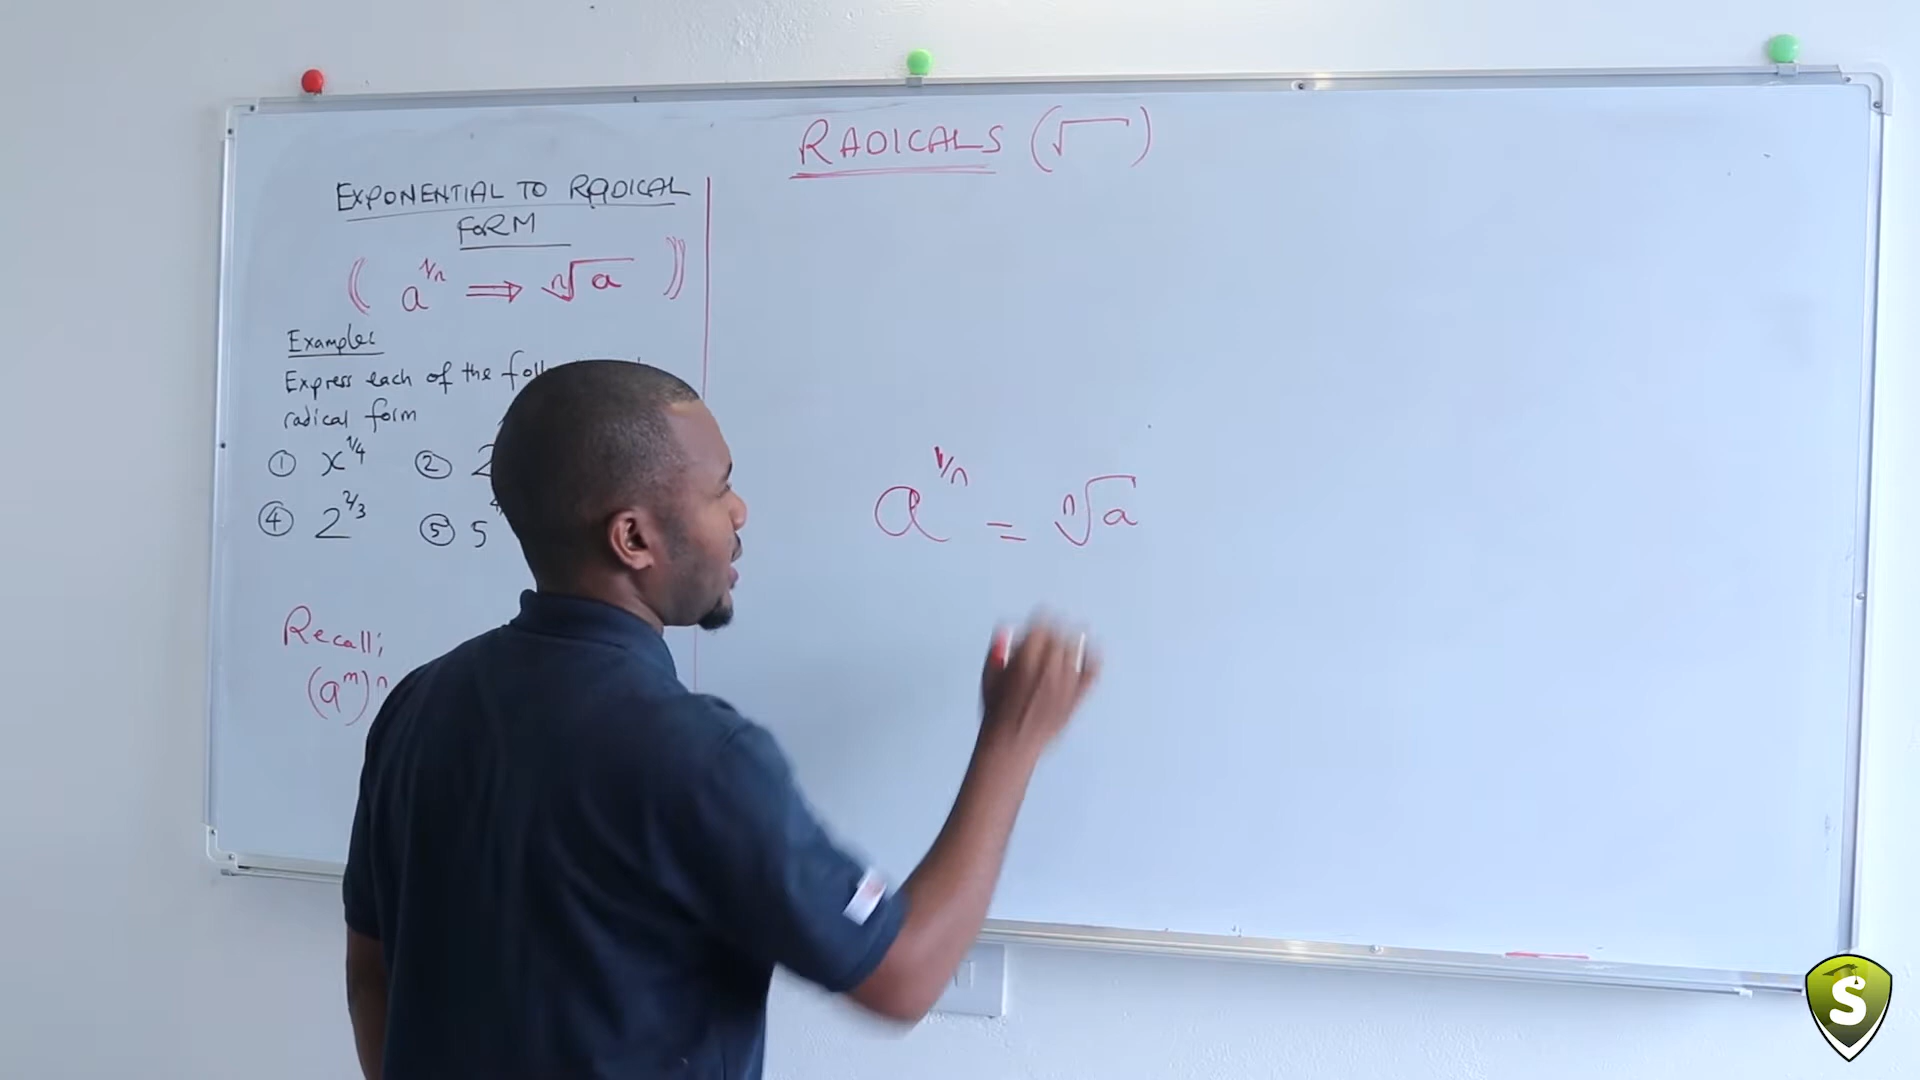 RADICALS (√‾)
EXPONENTIAL TO RADICAL
FORM
(( a^1/n ⟹ ⁿ√a ))
Examples
Express each of the
radical form
① x^1/4 ② 2
④ 2^2/3 ⑤ 5
Recall;
(a^m)^n
a^1/n = ⁿ√a
S